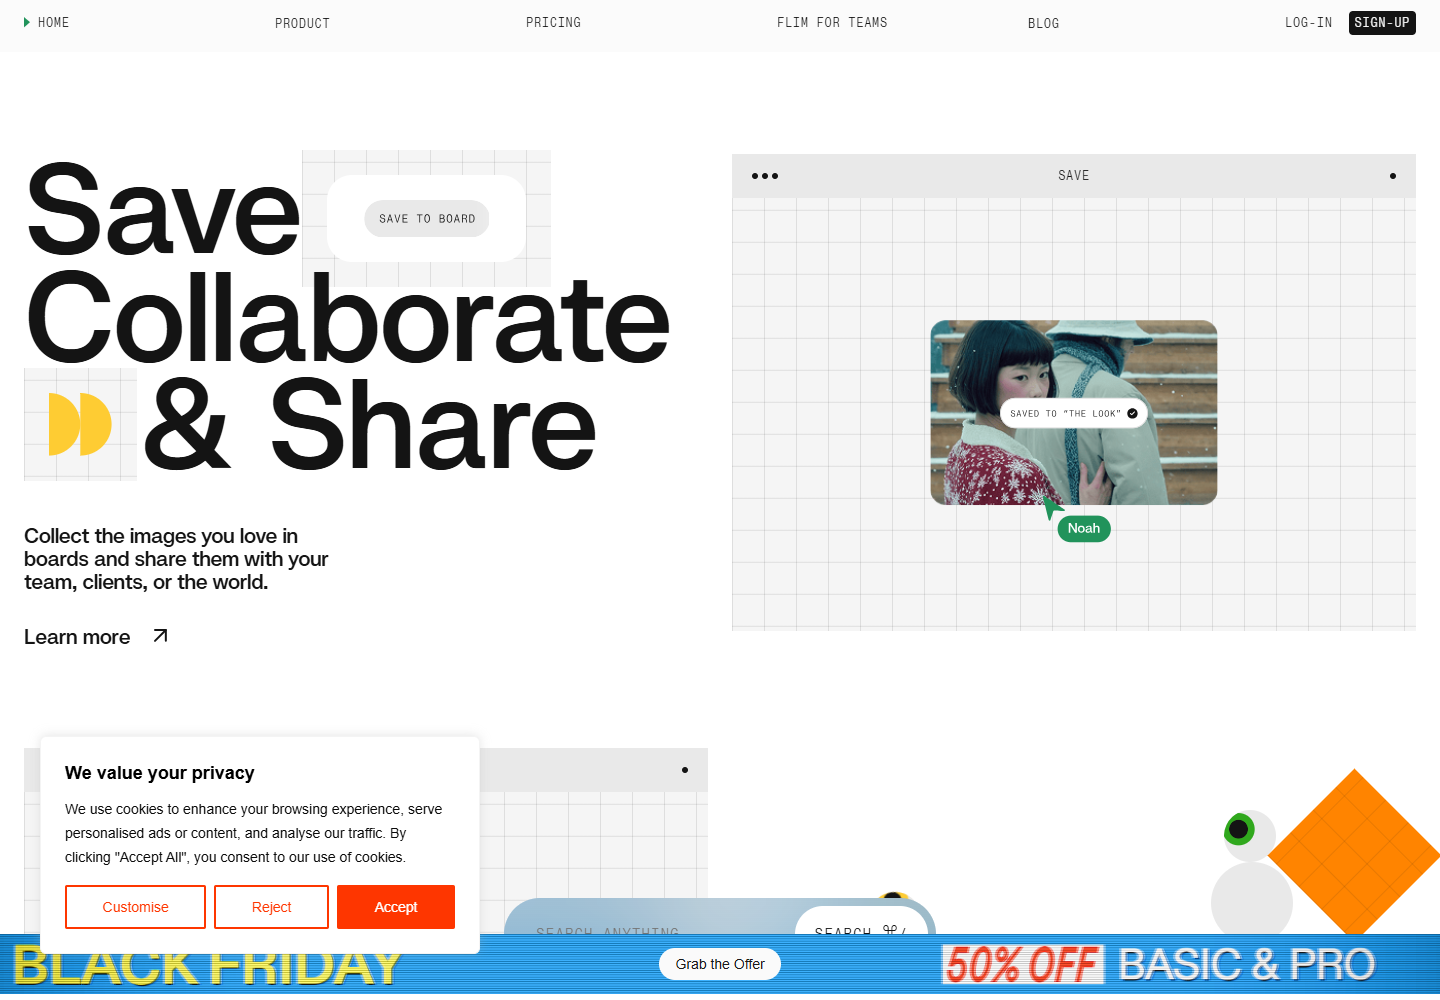 HOME
PRODUCT
PRICING
FLIM FOR TEAMS
BLOG
LOG-IN
SIGN-UP
Save
SAVE TO BOARD
Collaborate
& Share
Collect the images you love in
boards and share them with your
team, clients, or the world.
Learn more
SAVE
SAVED TO “THE LOOK”
Noah
We value your privacy
We use cookies to enhance your browsing experience, serve
personalised ads or content, and analyse our traffic. By
clicking "Accept All", you consent to our use of cookies.
Customise
Reject
Accept
SEARCH ANYTHING
SEARCH ⌘/
BLACK FRIDAY
Grab the Offer
50% OFF BASIC & PRO